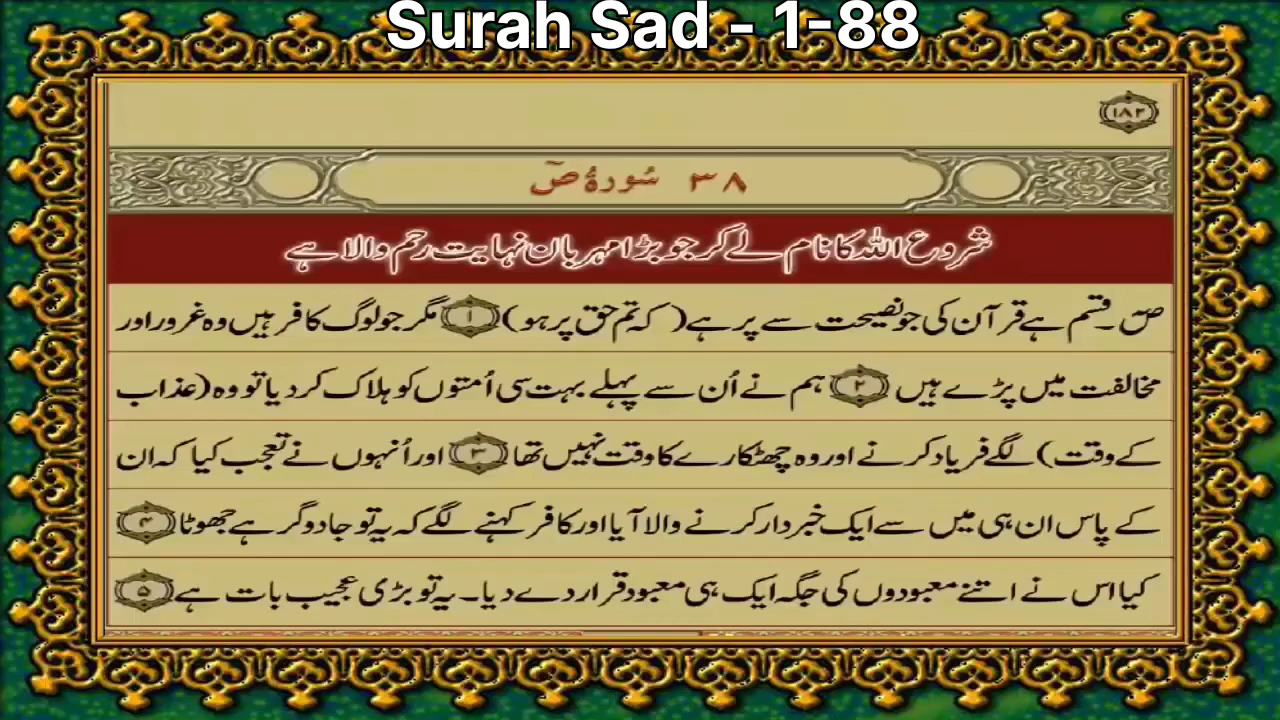 Surah Sad - 1-88
١٨٢
٣٨ سُورۃُ صٓ
شروع اللہ کا نام لے کر جو بڑا مہربان نہایت رحم والا ہے
صٓ۔ قسم ہے قرآن کی جو نصیحت سے پر ہے( کہ تم حق پر ہو) ١ مگر جو لوگ کافر ہیں وہ غرور اور
مخالفت میں پڑے ہیں ٢ ہم نے اُن سے پہلے بہت سی اُمتوں کو ہلاک کر دیا تو وہ (عذاب
کے وقت) لگے فریاد کرنے اور وہ چھٹکارے کا وقت نہیں تھا ٣ اور اُنہوں نے تعجب کیا کہ ان
کے پاس ان ہی میں سے ایک خبردار کرنے والا آیا اور کافر کہنے لگے کہ یہ تو جادوگر ہے جھوٹا ۴
کیا اس نے اتنے معبودوں کی جگہ ایک ہی معبود قرار دے دیا۔ یہ تو بڑی عجیب بات ہے ۵